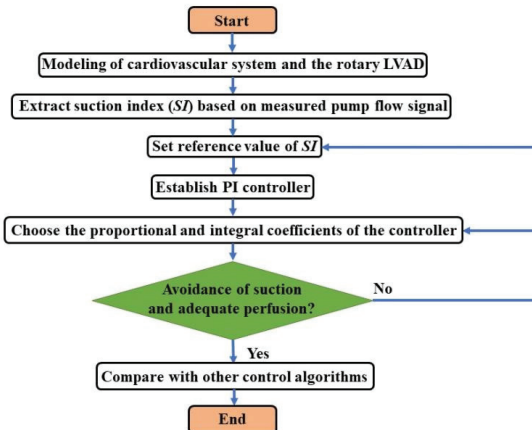 Start
Modeling of cardiovascular system and the rotary LVAD
Extract suction index (SI) based on measured pump flow signal
Set reference value of SI
Establish PI controller
Choose the proportional and integral coefficients of the controller
Avoidance of suction
and adequate perfusion?
No
Yes
Compare with other control algorithms
End